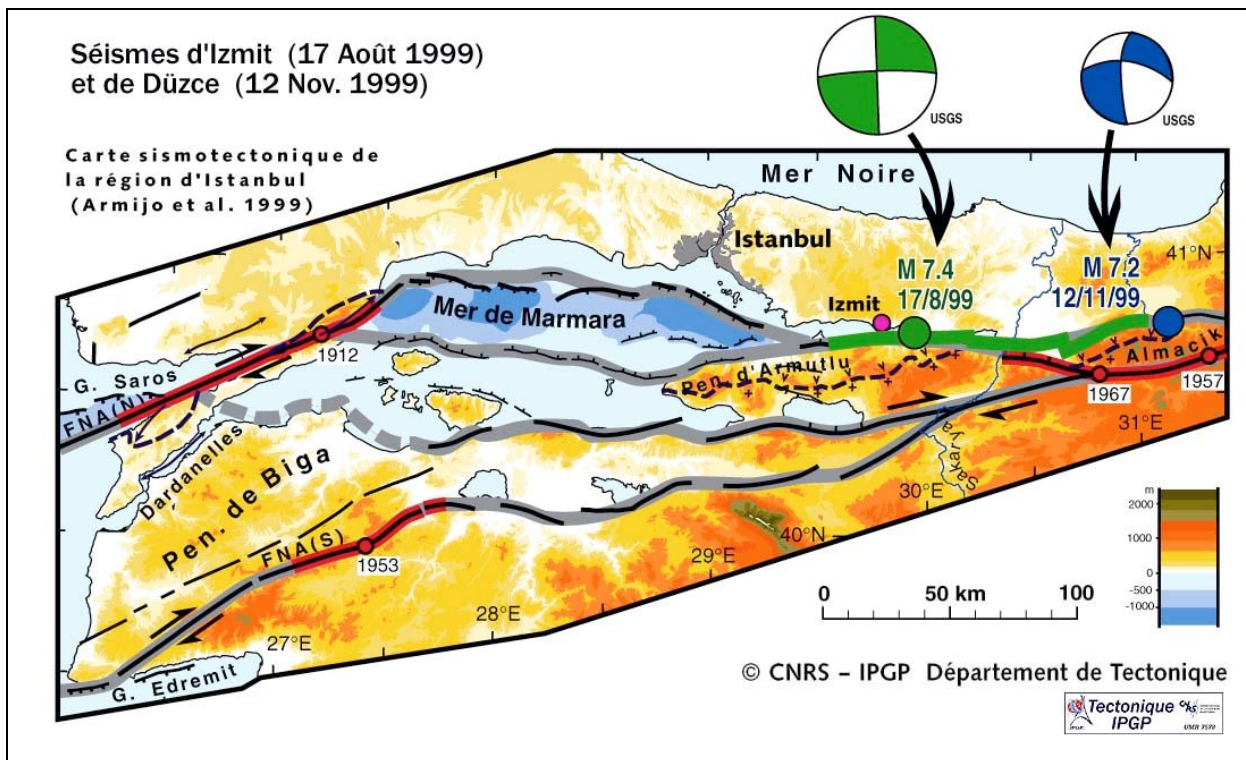 Séismes d'Izmit (17 Août 1999)
et de Düzce (12 Nov. 1999)
USGS
USGS
Carte sismotectonique de
la région d'Istanbul
(Armijo et al. 1999)
Mer Noire
Istanbul
41°N
M 7.4
17/8/99
M 7.2
12/11/99
Izmit
Mer de Marmara
1912
G. Saros
FNA(N)
Pen. d'Armutlu
Almacik
1967
1957
31°E
Dardanelles
Pen. de Biga
Sakarya
30°E
FNA(S)
1953
40°N
29°E
28°E
27°E
G. Edremit
m
2000
1000
0
-500
-1000
0 50 km 100
© CNRS – IPGP Département de Tectonique
Tectonique
IPGP